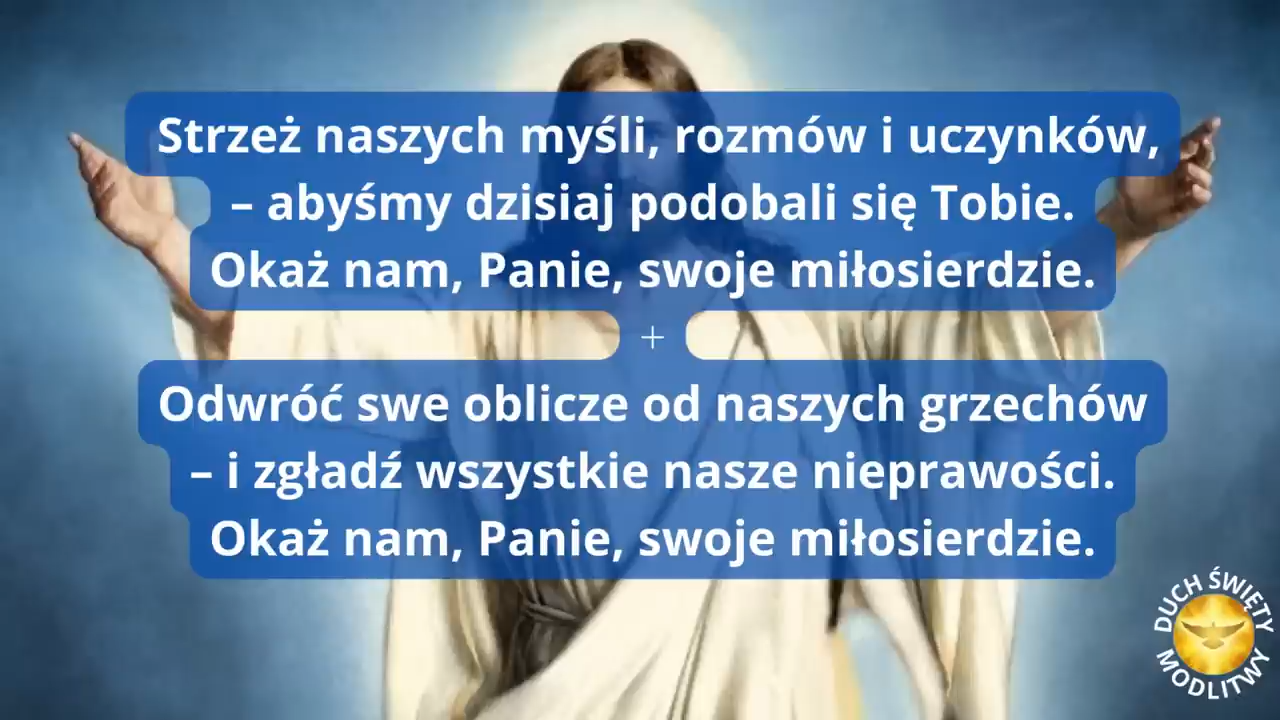 Strzeż naszych myśli, rozmów i uczynków,
– abyśmy dzisiaj podobali się Tobie.
Okaż nam, Panie, swoje miłosierdzie.
+
Odwróć swe oblicze od naszych grzechów
– i zgładź wszystkie nasze nieprawości.
Okaż nam, Panie, swoje miłosierdzie.
DUCH ŚWIĘTY
MODLITWY